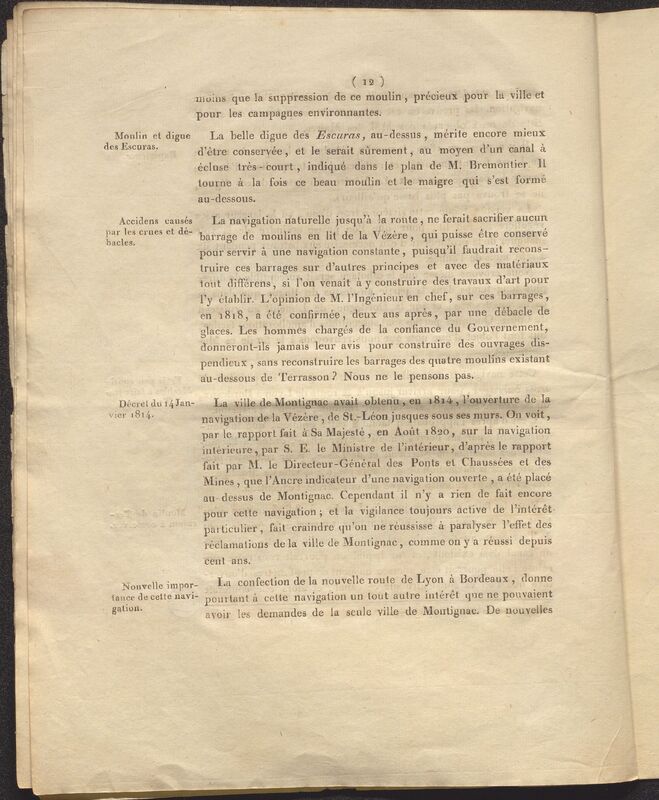 ( 12 )
moins que la suppression de ce moulin, précieux pour la ville et
pour les campagnes environnantes.
Moulin et digue
des Escuras.
La belle digue des Escuras, au-dessus, mérite encore mieux
d'être conservée, et le serait sûrement, au moyen d'un canal à
écluse très-court, indiqué dans le plan de M. Bremontier. Il
tourne à la fois ce beau moulin et le maigre qui s'est formé
au-dessous.
Accidens causés
par les crues et dé-
bacles.
La navigation naturelle jusqu'à la route, ne ferait sacrifier aucun
barrage de moulins en lit de la Vézère, qui puisse être conservé
pour servir à une navigation constante, puisqu'il faudrait recons-
truire ces barrages sur d'autres principes et avec des matériaux
tout différens, si l'on venait à y construire des travaux d'art pour
l'y établir. L'opinion de M. l'Ingénieur en chef, sur ces barrages,
en 1818, a été confirmée, deux ans après, par une débacle de
glaces. Les hommes chargés de la confiance du Gouvernement,
donneront-ils jamais leur avis pour construire des ouvrages dis-
pendieux, sans reconstruire les barrages des quatre moulins existant
au-dessous de Terrasson? Nous ne le pensons pas.
Décret du 14 Jan-
vier 1814.
La ville de Montignac avait obtenu, en 1814, l'ouverture de la
navigation de la Vézère, de St.-Léon jusques sous ses murs. On voit,
par le rapport fait à Sa Majesté, en Août 1820, sur la navigation
intérieure, par S. E. le Ministre de l'intérieur, d'après le rapport
fait par M. le Directeur-Général des Ponts et Chaussées et des
Mines, que l'Ancre indicateur d'une navigation ouverte, a été placé
au-dessus de Montignac. Cependant il n'y a rien de fait encore
pour cette navigation; et la vigilance toujours active de l'intérêt
particulier, fait craindre qu'on ne réussisse à paralyser l'effet des
réclamations de la ville de Montignac, comme on y a réussi depuis
cent ans.
Nouvelle impor-
tance de cette navi-
gation.
La confection de la nouvelle route de Lyon à Bordeaux, donne
pourtant à cette navigation un tout autre intérêt que ne pouvaient
avoir les demandes de la seule ville de Montignac. De nouvelles